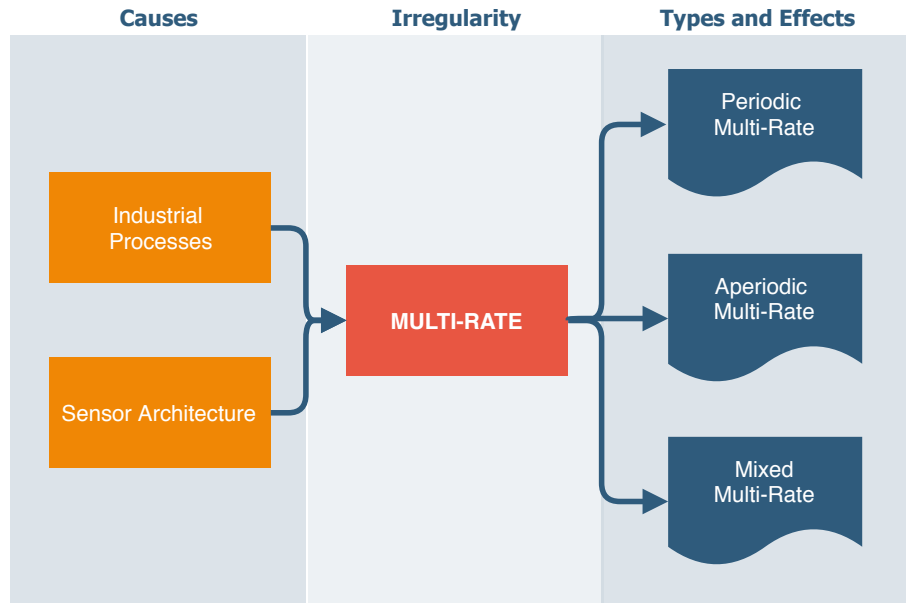 Causes
Irregularity
Types and Effects
Industrial
Processes
Sensor Architecture
MULTI-RATE
Periodic
Multi-Rate
Aperiodic
Multi-Rate
Mixed
Multi-Rate